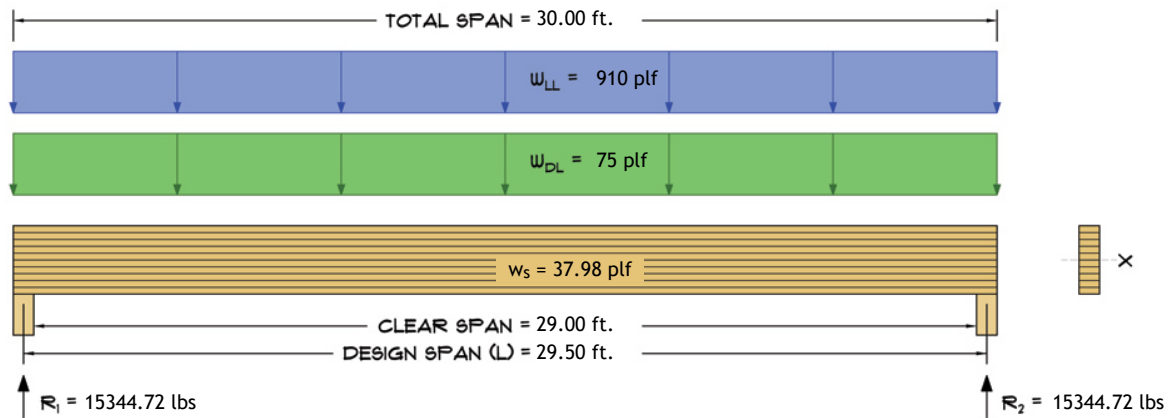 TOTAL SPAN = 30.00 ft.
WLL = 910 plf
WDL = 75 plf
ws = 37.98 plf
X
CLEAR SPAN = 29.00 ft.
DESIGN SPAN (L) = 29.50 ft.
R1 = 15344.72 lbs
R2 = 15344.72 lbs